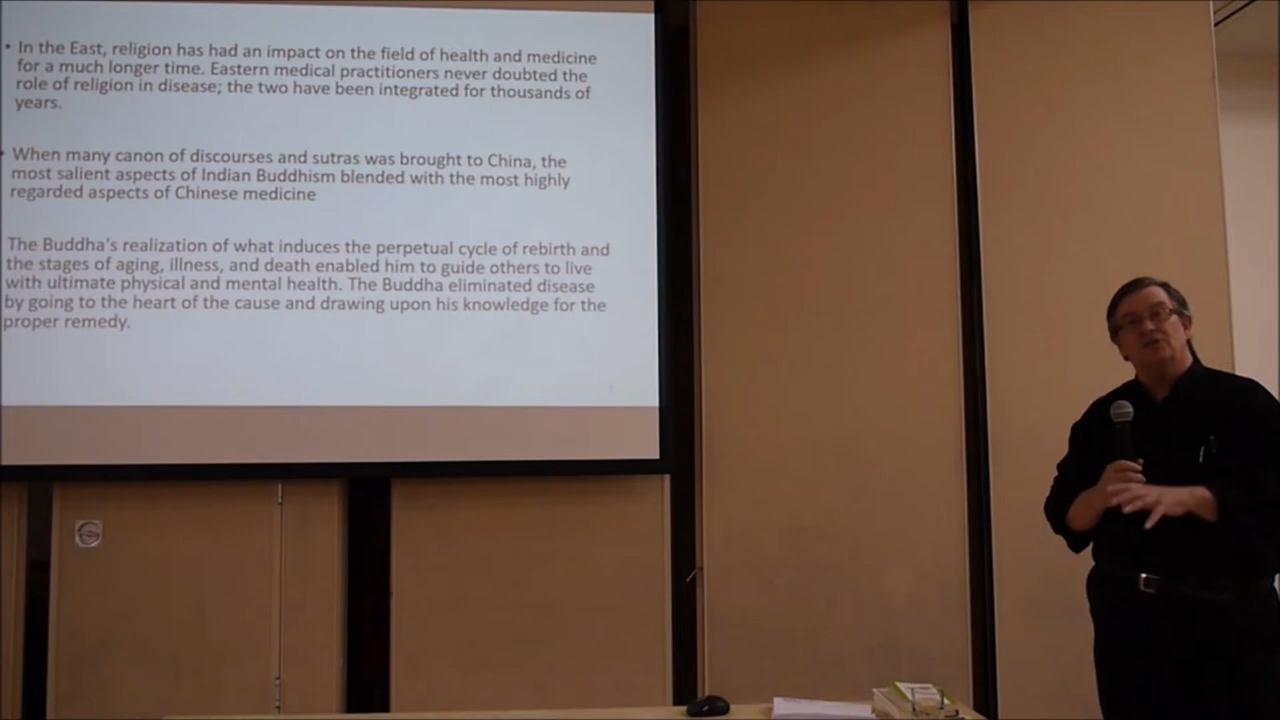 • In the East, religion has had an impact on the field of health and medicine
for a much longer time. Eastern medical practitioners never doubted the
role of religion in disease; the two have been integrated for thousands of
years.
• When many canon of discourses and sutras was brought to China, the
most salient aspects of Indian Buddhism blended with the most highly
regarded aspects of Chinese medicine
The Buddha's realization of what induces the perpetual cycle of rebirth and
the stages of aging, illness, and death enabled him to guide others to live
with ultimate physical and mental health. The Buddha eliminated disease
by going to the heart of the cause and drawing upon his knowledge for the
proper remedy.